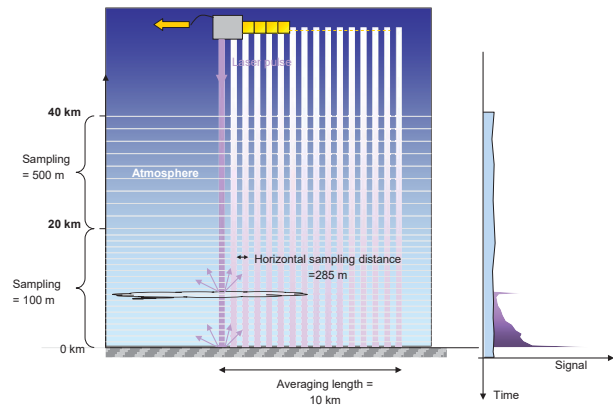 Laser pulse
40 km
Sampling
= 500 m
Atmosphere
20 km
Horizontal sampling distance
=285 m
Sampling
= 100 m
0 km
Signal
Averaging length =
10 km
Time